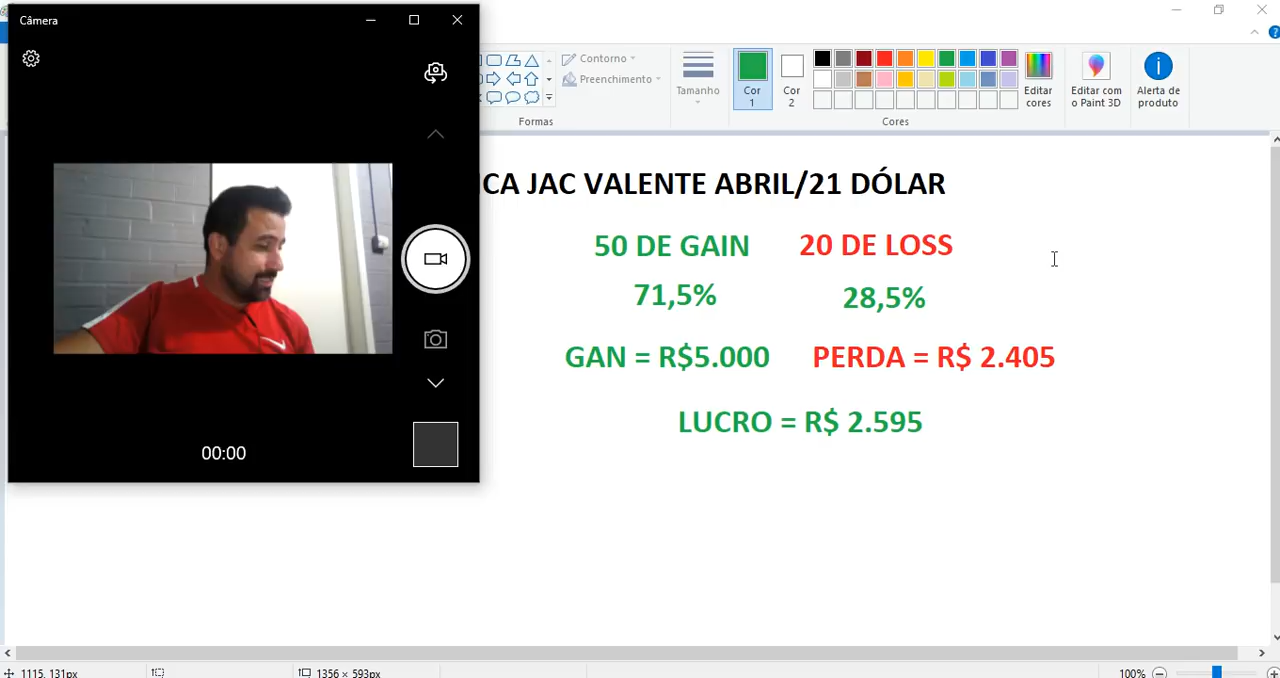 Câmera
Contorno
Preenchimento
Formas
Tamanho
Cor 1
Cor 2
Editar cores
Cores
Editar com o Paint 3D
Alerta de produto
JAC VALENTE ABRIL/21 DÓLAR
50 DE GAIN 20 DE LOSS
71,5% 28,5%
GAN = R$5.000 PERDA = R$ 2.405
LUCRO = R$ 2.595
00:00
1115, 131px
1356 × 593px
100%